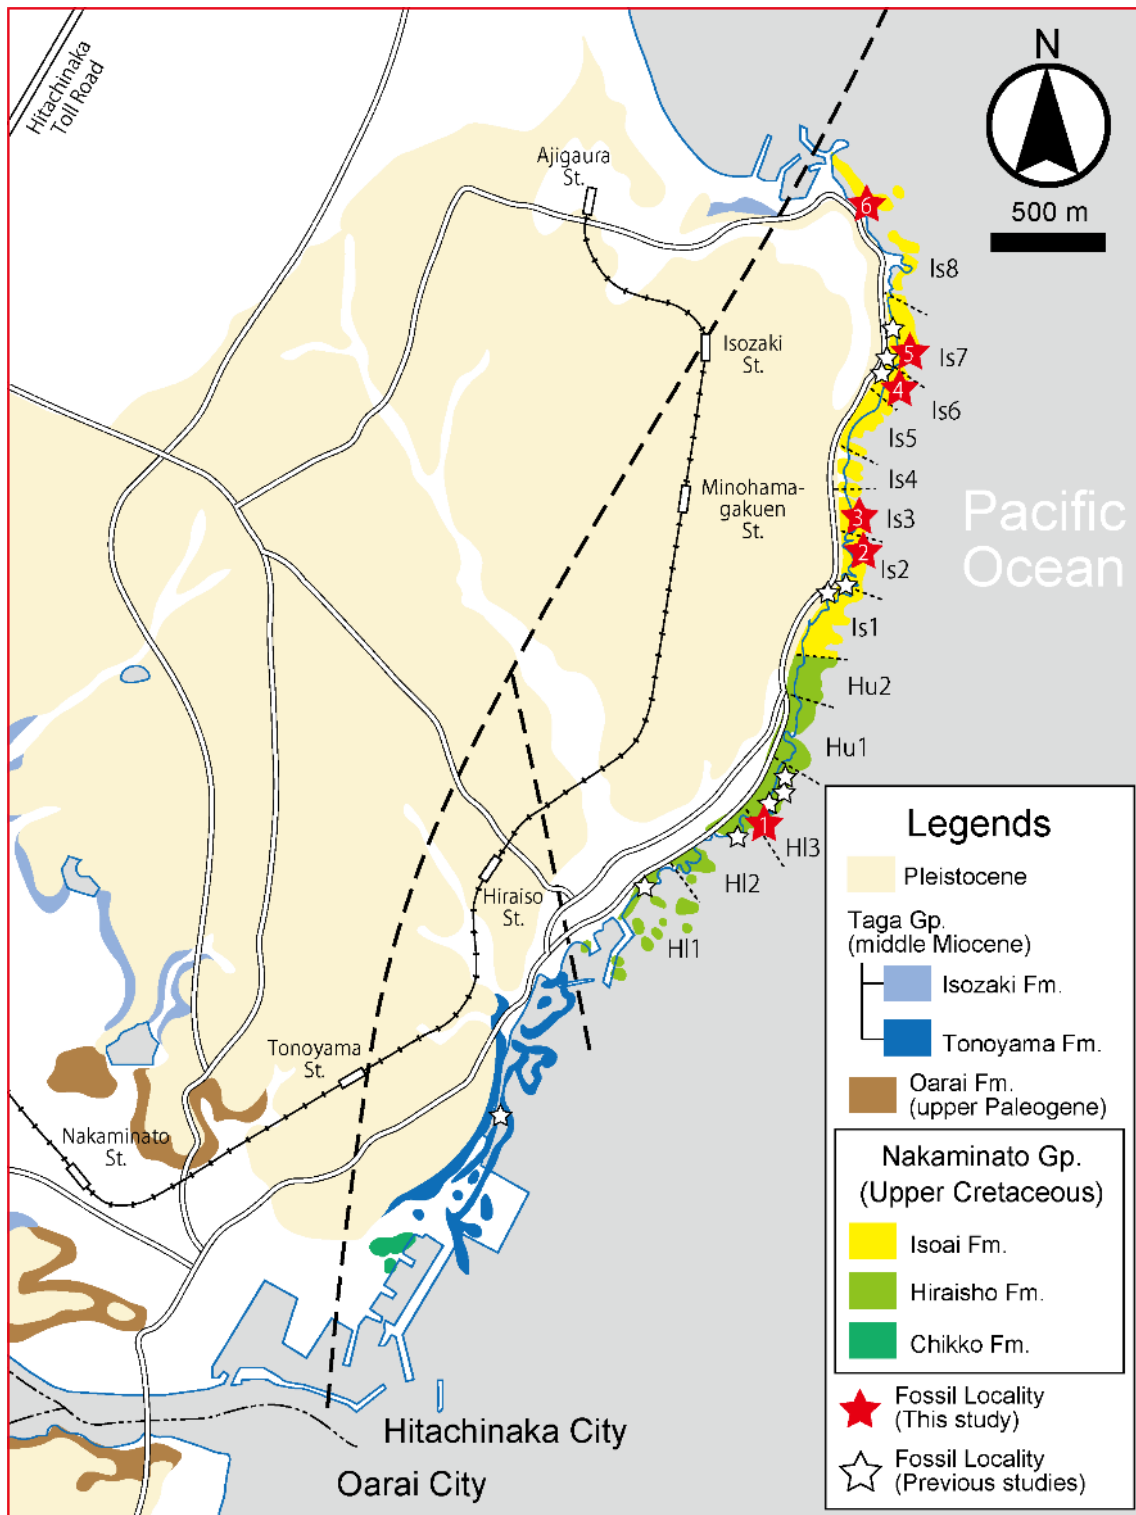 Hitachinaka
Toll Road
N
500 m
Ajigaura
St.
6
Is8
Isozaki
St.
5
Is7
4
Is6
Is5
Minohama-
gakuen
St.
Is4
3
Is3
Pacific
Ocean
2
Is2
Is1
Hu2
Hu1
1
Hl3
Hl2
Hiraiso
St.
Hl1
Tonoyama
St.
Nakaminato
St.
Hitachinaka City
Oarai City
Legends
Pleistocene
Taga Gp.
(middle Miocene)
Isozaki Fm.
Tonoyama Fm.
Oarai Fm.
(upper Paleogene)
Nakaminato Gp.
(Upper Cretaceous)
Isoai Fm.
Hiraisho Fm.
Chikko Fm.
Fossil Locality
(This study)
Fossil Locality
(Previous studies)